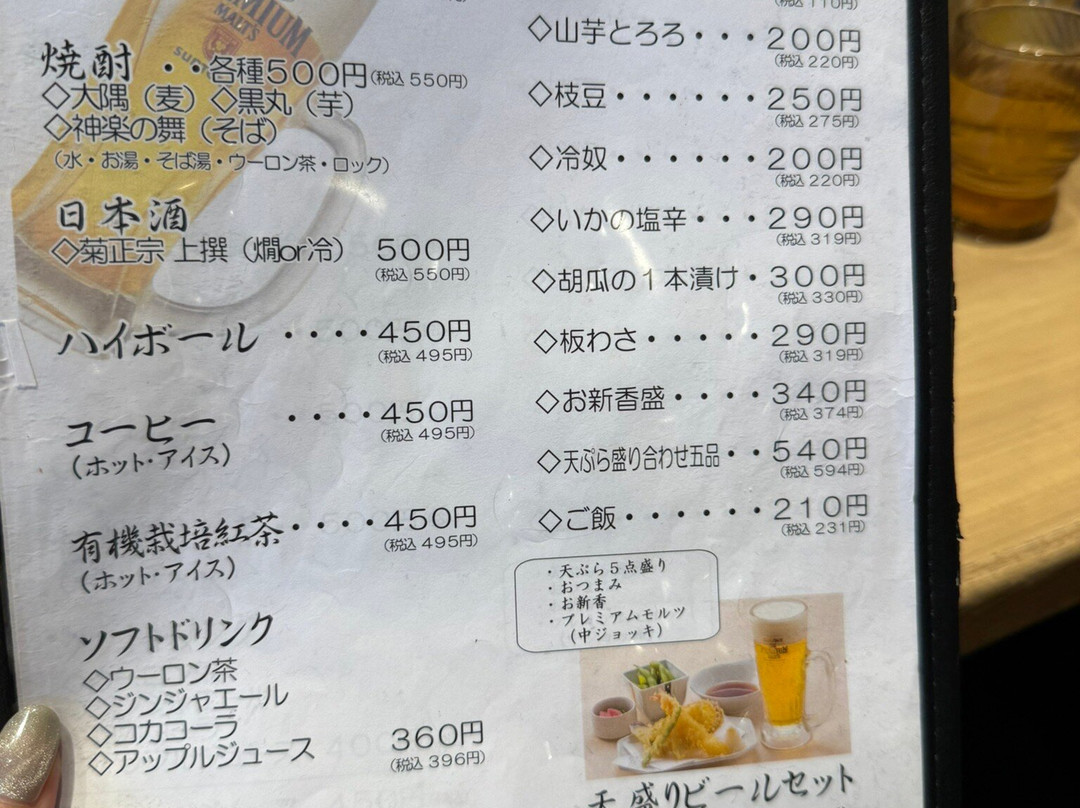 PREMIUM
MALT'S
焼酎 ・・各種500円(税込 550円)
◇大隅（麦）◇黒丸（芋）
◇神楽の舞（そば）
（水・お湯・そば湯・ウーロン茶・ロック）
日本酒
◇菊正宗 上撰（燗or冷） 500円
(税込 550円)
ハイボール ・・・・450円
(税込 495円)
コーヒー ・・・・450円
(税込 495円)
（ホット・アイス）
有機栽培紅茶・・・・450円
(税込 495円)
（ホット・アイス）
ソフトドリンク
◇ウーロン茶
◇ジンジャエール
◇コカコーラ
◇アップルジュース 360円
(税込 396円)
(税込 110円)
◇山芋とろろ・・・200円
(税込 220円)
◇枝豆・・・・・・250円
(税込 275円)
◇冷奴・・・・・・200円
(税込 220円)
◇いかの塩辛・・・290円
(税込 319円)
◇胡瓜の１本漬け・300円
(税込 330円)
◇板わさ・・・・・290円
(税込 319円)
◇お新香盛・・・・340円
(税込 374円)
◇天ぷら盛り合わせ五品・・540円
(税込 594円)
◇ご飯・・・・・・210円
(税込 231円)
・天ぷら５点盛り
・おつまみ
・お新香
・プレミアムモルツ
（中ジョッキ）
天盛りビールセット